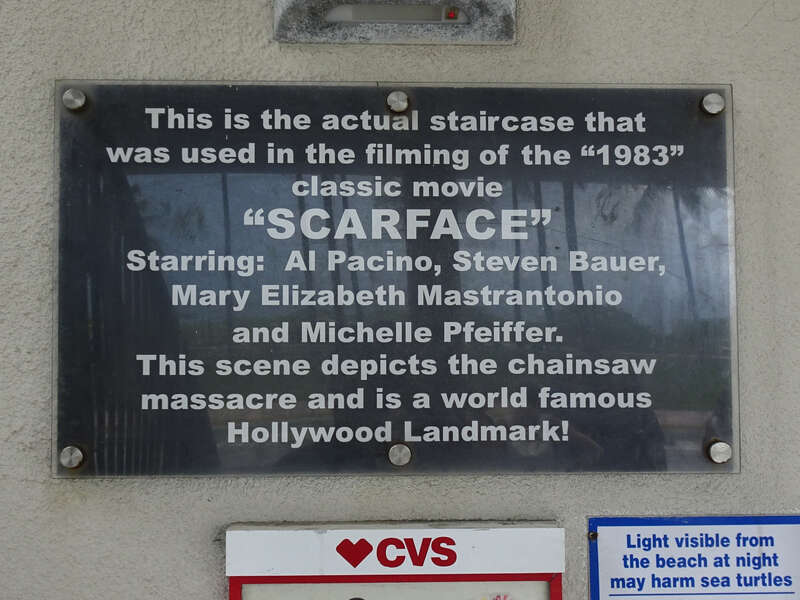 This is the actual staircase that
was used in the filming of the “1983”
classic movie
“SCARFACE”
Starring: Al Pacino, Steven Bauer,
Mary Elizabeth Mastrantonio
and Michelle Pfeiffer.
This scene depicts the chainsaw
massacre and is a world famous
Hollywood Landmark!
CVS
Light visible from
the beach at night
may harm sea turtles